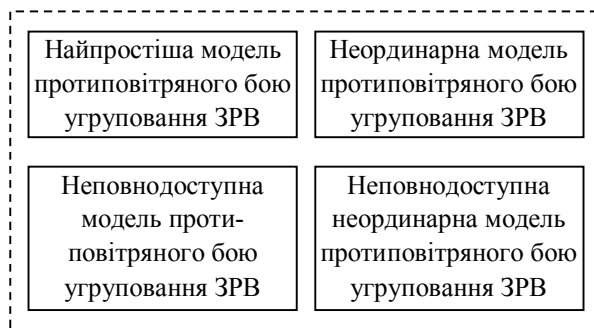 Найпростіша модель
протиповітряного бою
угруповання ЗРВ
Неординарна модель
протиповітряного бою
угруповання ЗРВ
Неповнодоступна
модель проти-
повітряного бою
угруповання ЗРВ
Неповнодоступна
неординарна модель
протиповітряного бою
угруповання ЗРВ